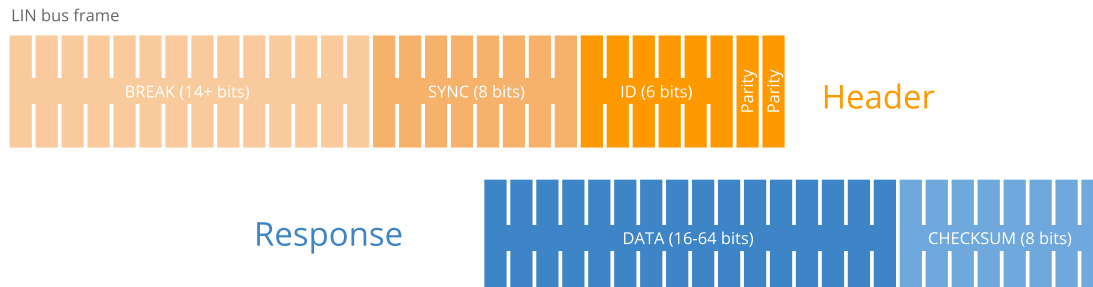 LIN bus frame
BREAK (14+ bits)
SYNC (8 bits)
ID (6 bits)
Parity
Parity
Header
Response
DATA (16-64 bits)
CHECKSUM (8 bits)